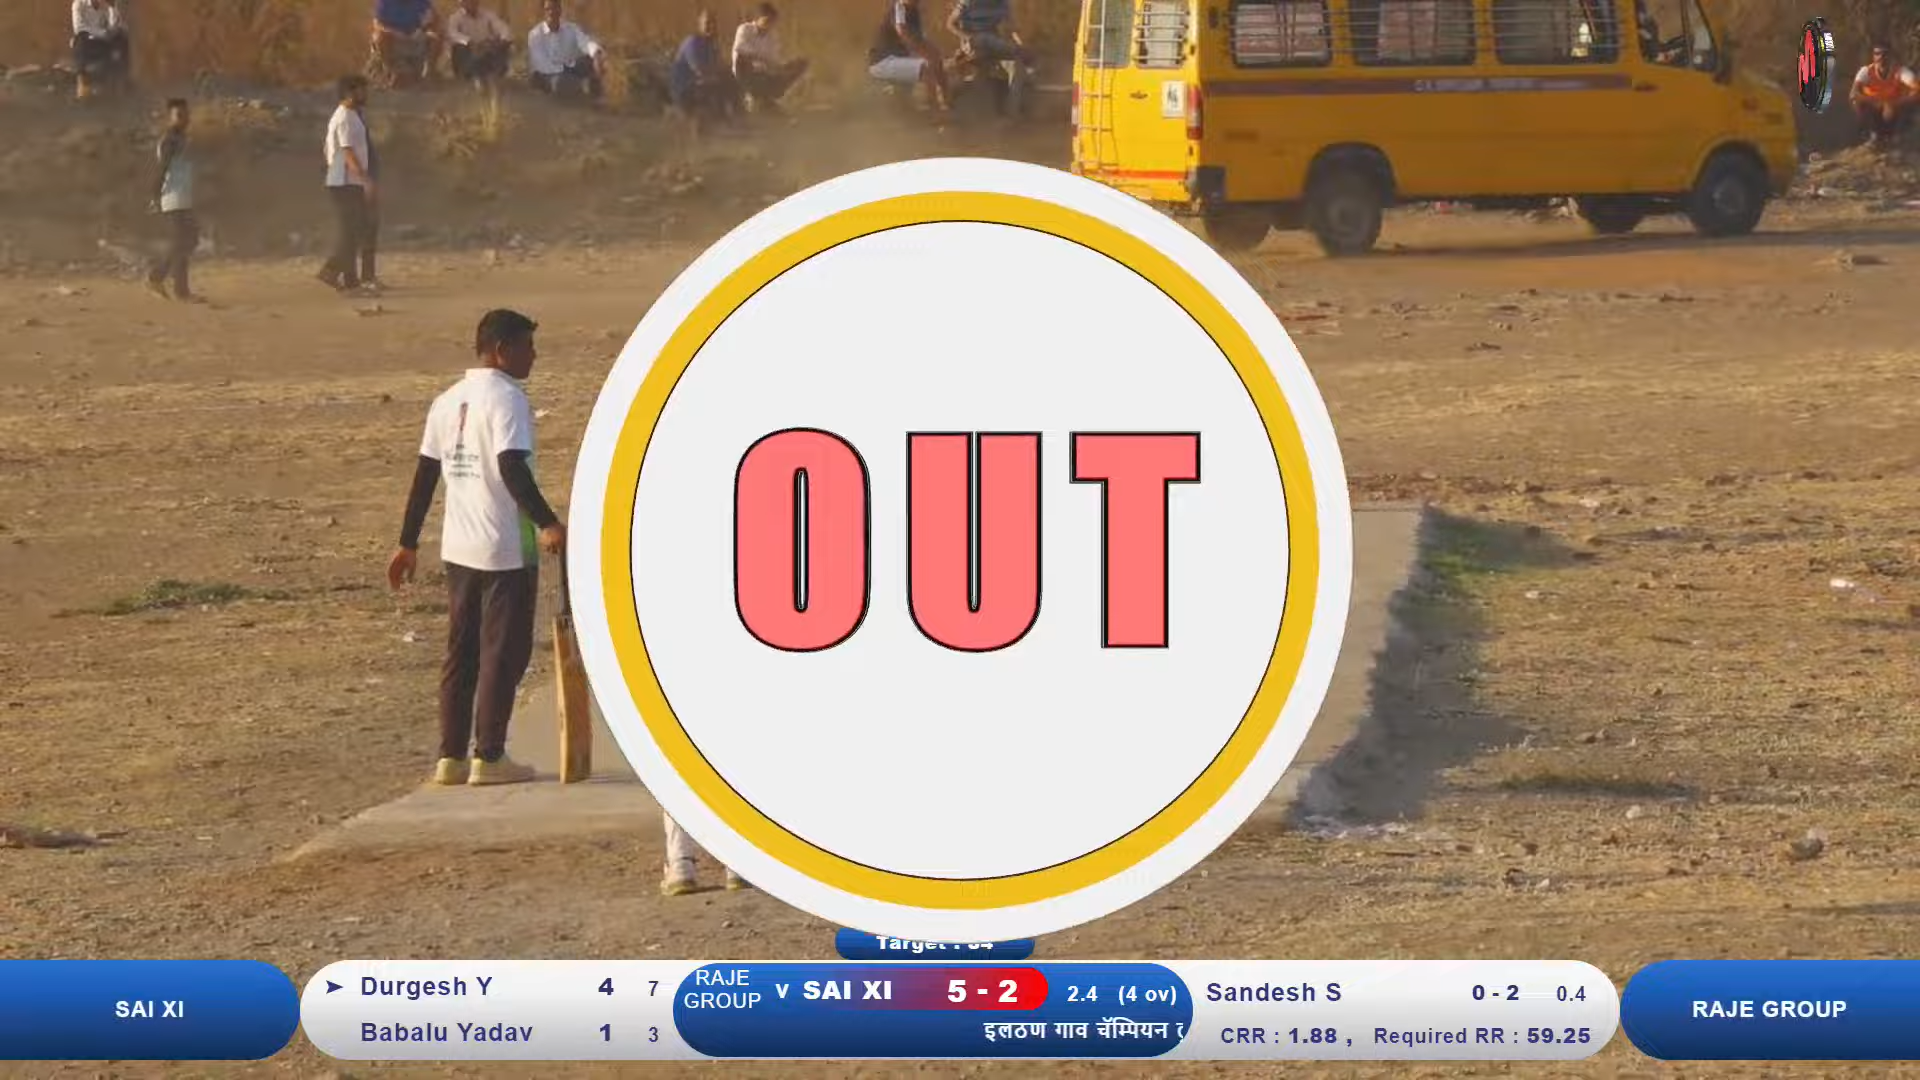 OUT
SAI XI
➤ Durgesh Y 4 7
Babalu Yadav 1 3
RAJE GROUP v SAI XI 5 - 2 2.4 (4 ov)
इलठण गाव चॅम्पियन
Sandesh S 0 - 2 0.4
CRR : 1.88 , Required RR : 59.25
RAJE GROUP
Target :